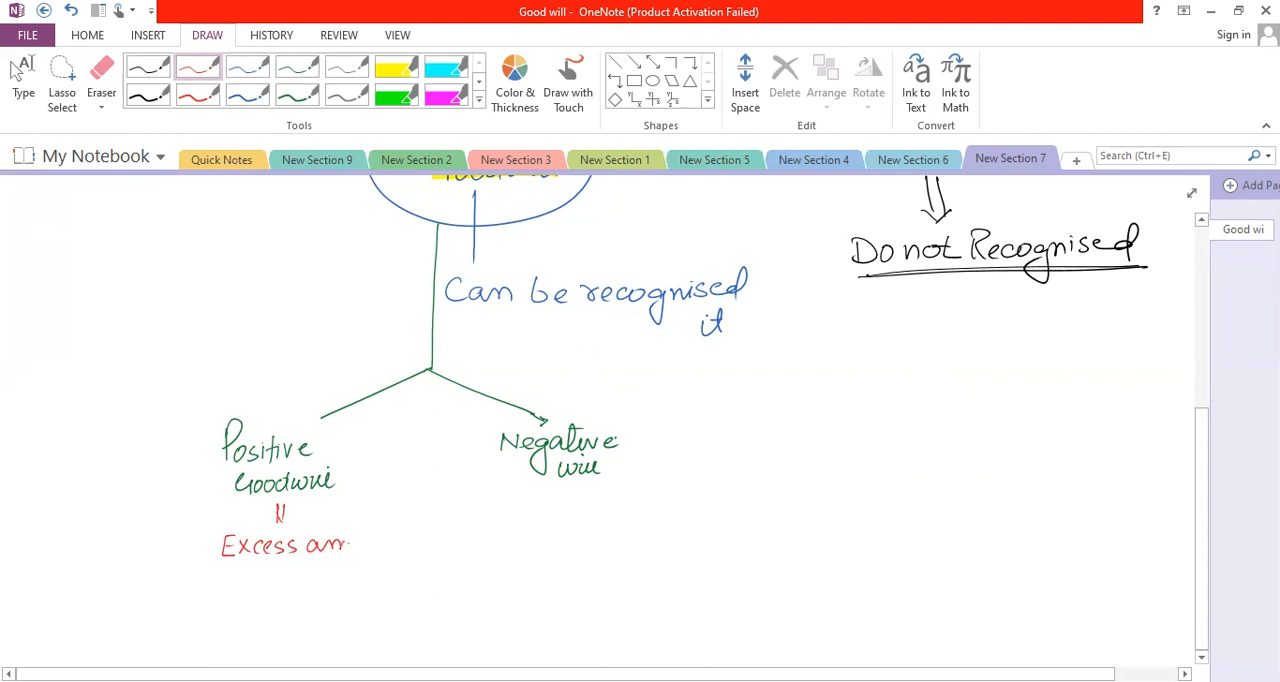 Good will - OneNote (Product Activation Failed)
FILE HOME INSERT DRAW HISTORY REVIEW VIEW Sign in
Type Lasso Select Eraser Color & Thickness Draw with Touch Insert Space Delete Arrange Rotate Ink to Text Ink to Math
Tools Shapes Edit Convert
My Notebook Quick Notes New Section 9 New Section 2 New Section 3 New Section 1 New Section 5 New Section 4 New Section 6 New Section 7 Search (Ctrl+E)
Add Pa
Good wi
Do not Recognised
Can be recognised
it
Positive
Goodwill
Negative
will
Excess am